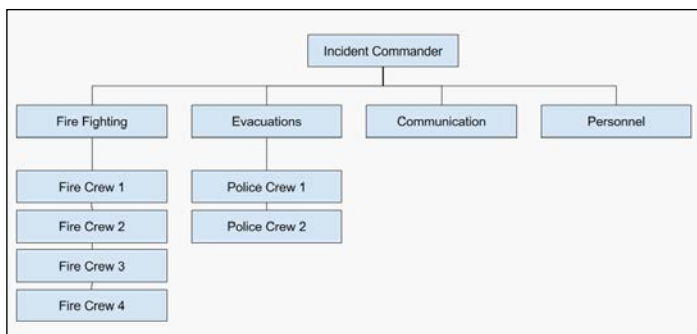 Incident Commander
Fire Fighting
Evacuations
Communication
Personnel
Fire Crew 1
Police Crew 1
Fire Crew 2
Police Crew 2
Fire Crew 3
Fire Crew 4